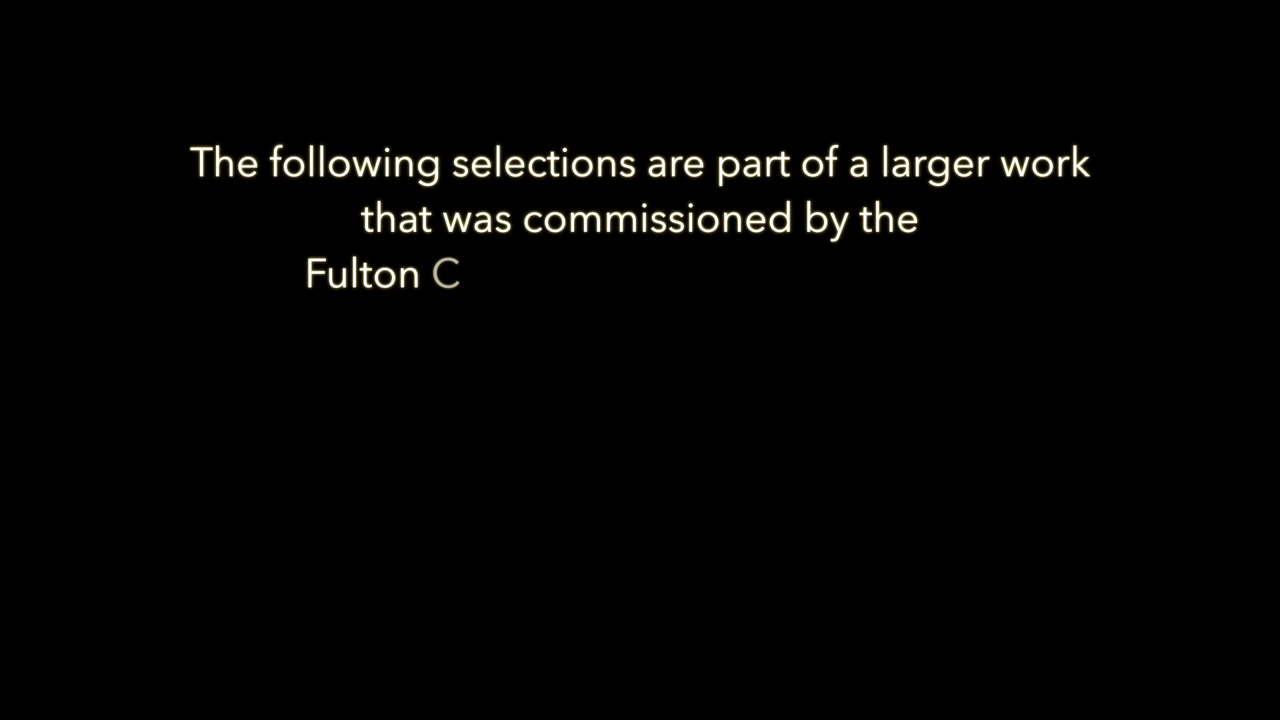 The following selections are part of a larger work
that was commissioned by the
Fulton C